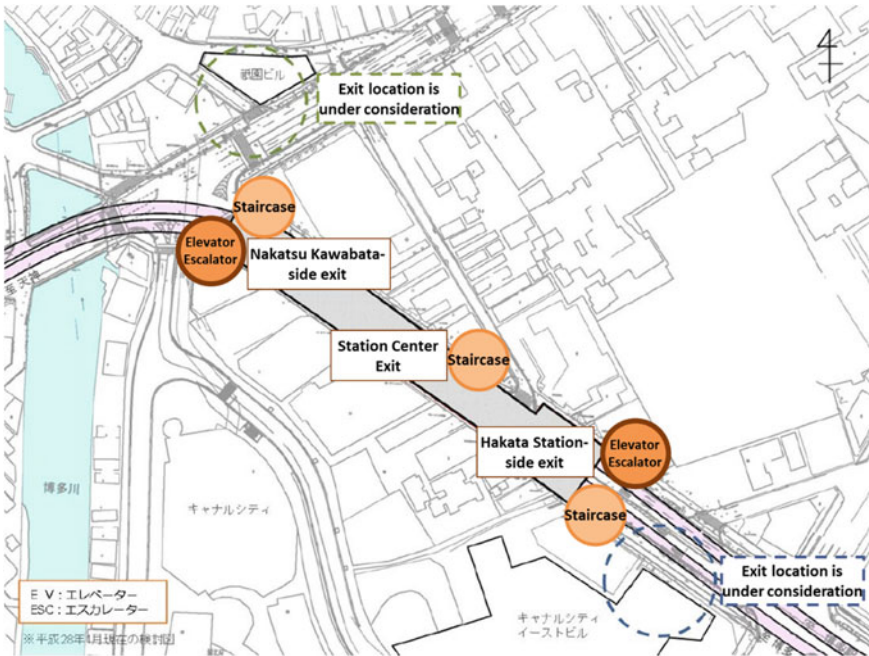 祇園ビル
4
Exit location is
under consideration
Staircase
Elevator
Escalator
Nakatsu Kawabata-
side exit
至天神
Station Center
Exit
Staircase
Hakata Station-
side exit
Elevator
Escalator
Staircase
博多川
キャナルシティ
Exit location is
under consideration
キャナルシティ
イーストビル
E V：エレベーター
ESC：エスカレーター
※平成28年1月現在の検討図